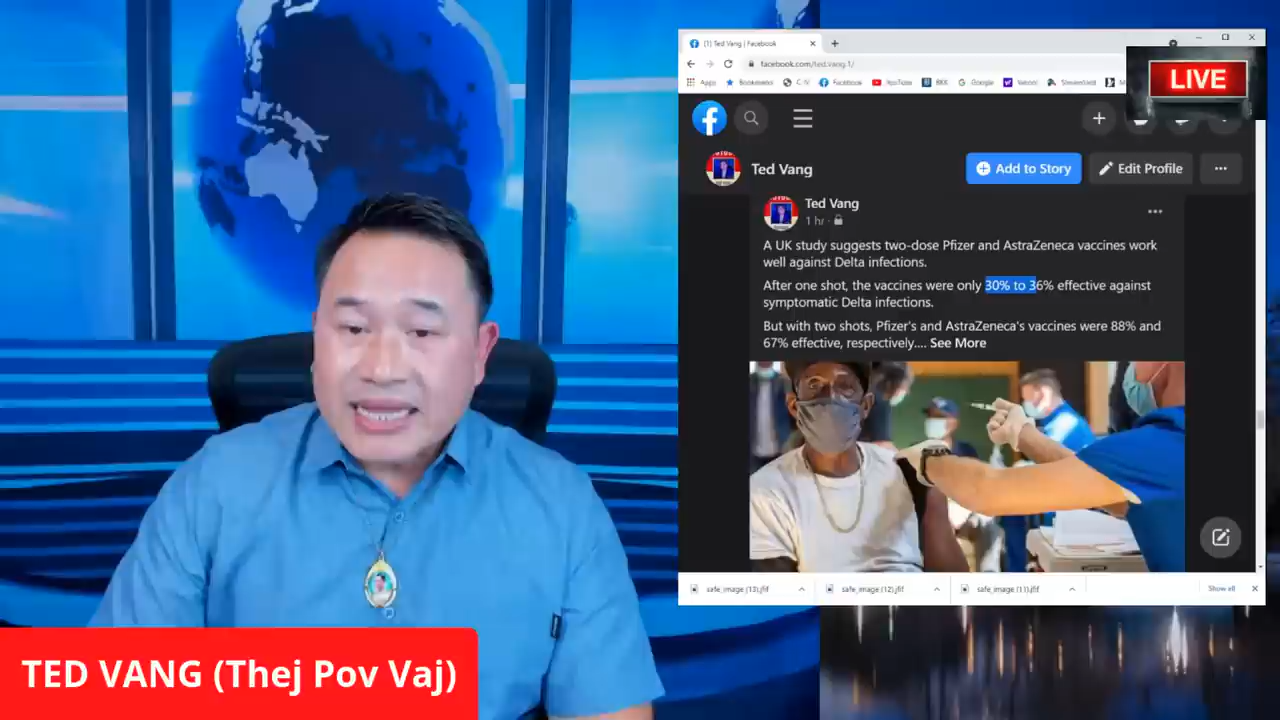 (1) Ted Vang | Facebook
facebook.com/ted.vang.1/
Apps Bookmarks Facebook YouTube BKK Google
LIVE
Ted Vang
Add to Story
Edit Profile
Ted Vang
1 hr
A UK study suggests two-dose Pfizer and AstraZeneca vaccines work
well against Delta infections.
After one shot, the vaccines were only 30% to 36% effective against
symptomatic Delta infections.
But with two shots, Pfizer's and AstraZeneca's vaccines were 88% and
67% effective, respectively.... See More
safe_image (13).jfif
safe_image (12).jfif
safe_image (11).jfif
Show all
TED VANG (Thej Pov Vaj)